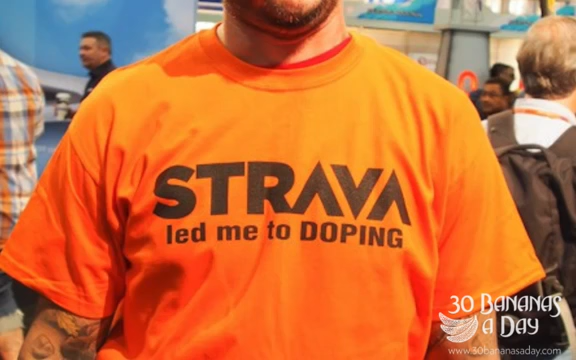 STRAVA
led me to DOPING
30 BANANAS
A DAY
www.30bananasaday.com